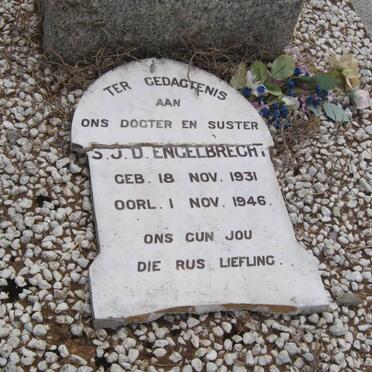 TER GEDAGTENIS
AAN
ONS DOGTER EN SUSTER
S.J.D. ENGELBRECHT
GEB. 18 NOV. 1931
OORL. 1 NOV. 1946.
ONS GUN JOU
DIE RUS LIEFLING.